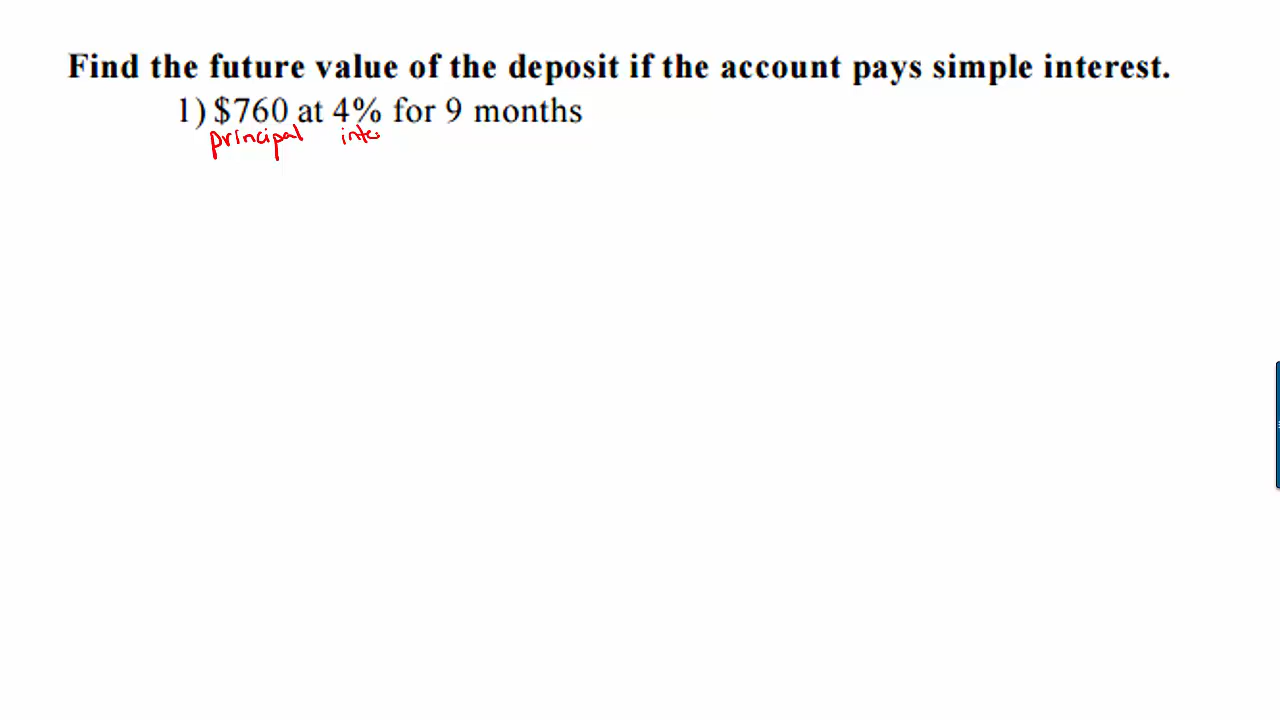 Find the future value of the deposit if the account pays simple interest.
1) $760 at 4% for 9 months
principal inte